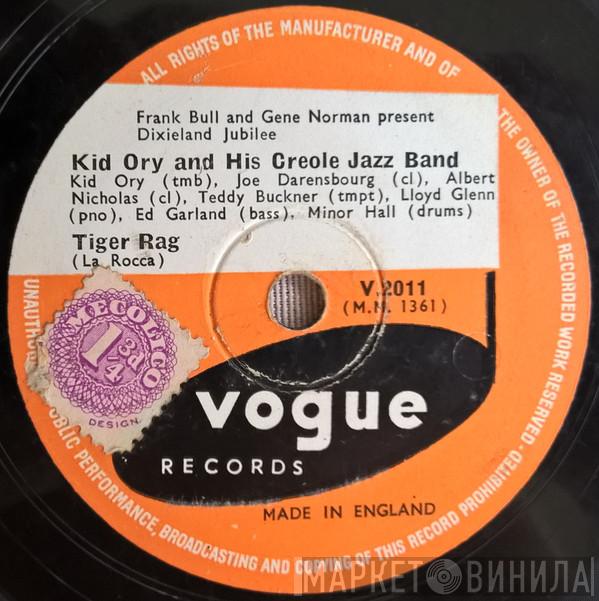 ALL RIGHTS OF THE MANUFACTURER AND OF
THE OWNER OF THE RECORDED WORK RESERVED ·
UNAUTHO
UBLIC PERFORMANCE, BROADCASTING AND COPYING OF THIS RECORD PROHIBITED ·
Frank Bull and Gene Norman present
Dixieland Jubilee
Kid Ory and His Creole Jazz Band
Kid Ory (tmb), Joe Darensbourg (cl), Albert
Nicholas (cl), Teddy Buckner (tmpt), Lloyd Glenn
(pno), Ed Garland (bass), Minor Hall (drums)
Tiger Rag
(La Rocca)
V.2011
(M.N. 1361)
MECOLICO
1¾d
DESIGN.
vogue
RECORDS
MADE IN ENGLAND
МАРКЕТ ВИНИЛА